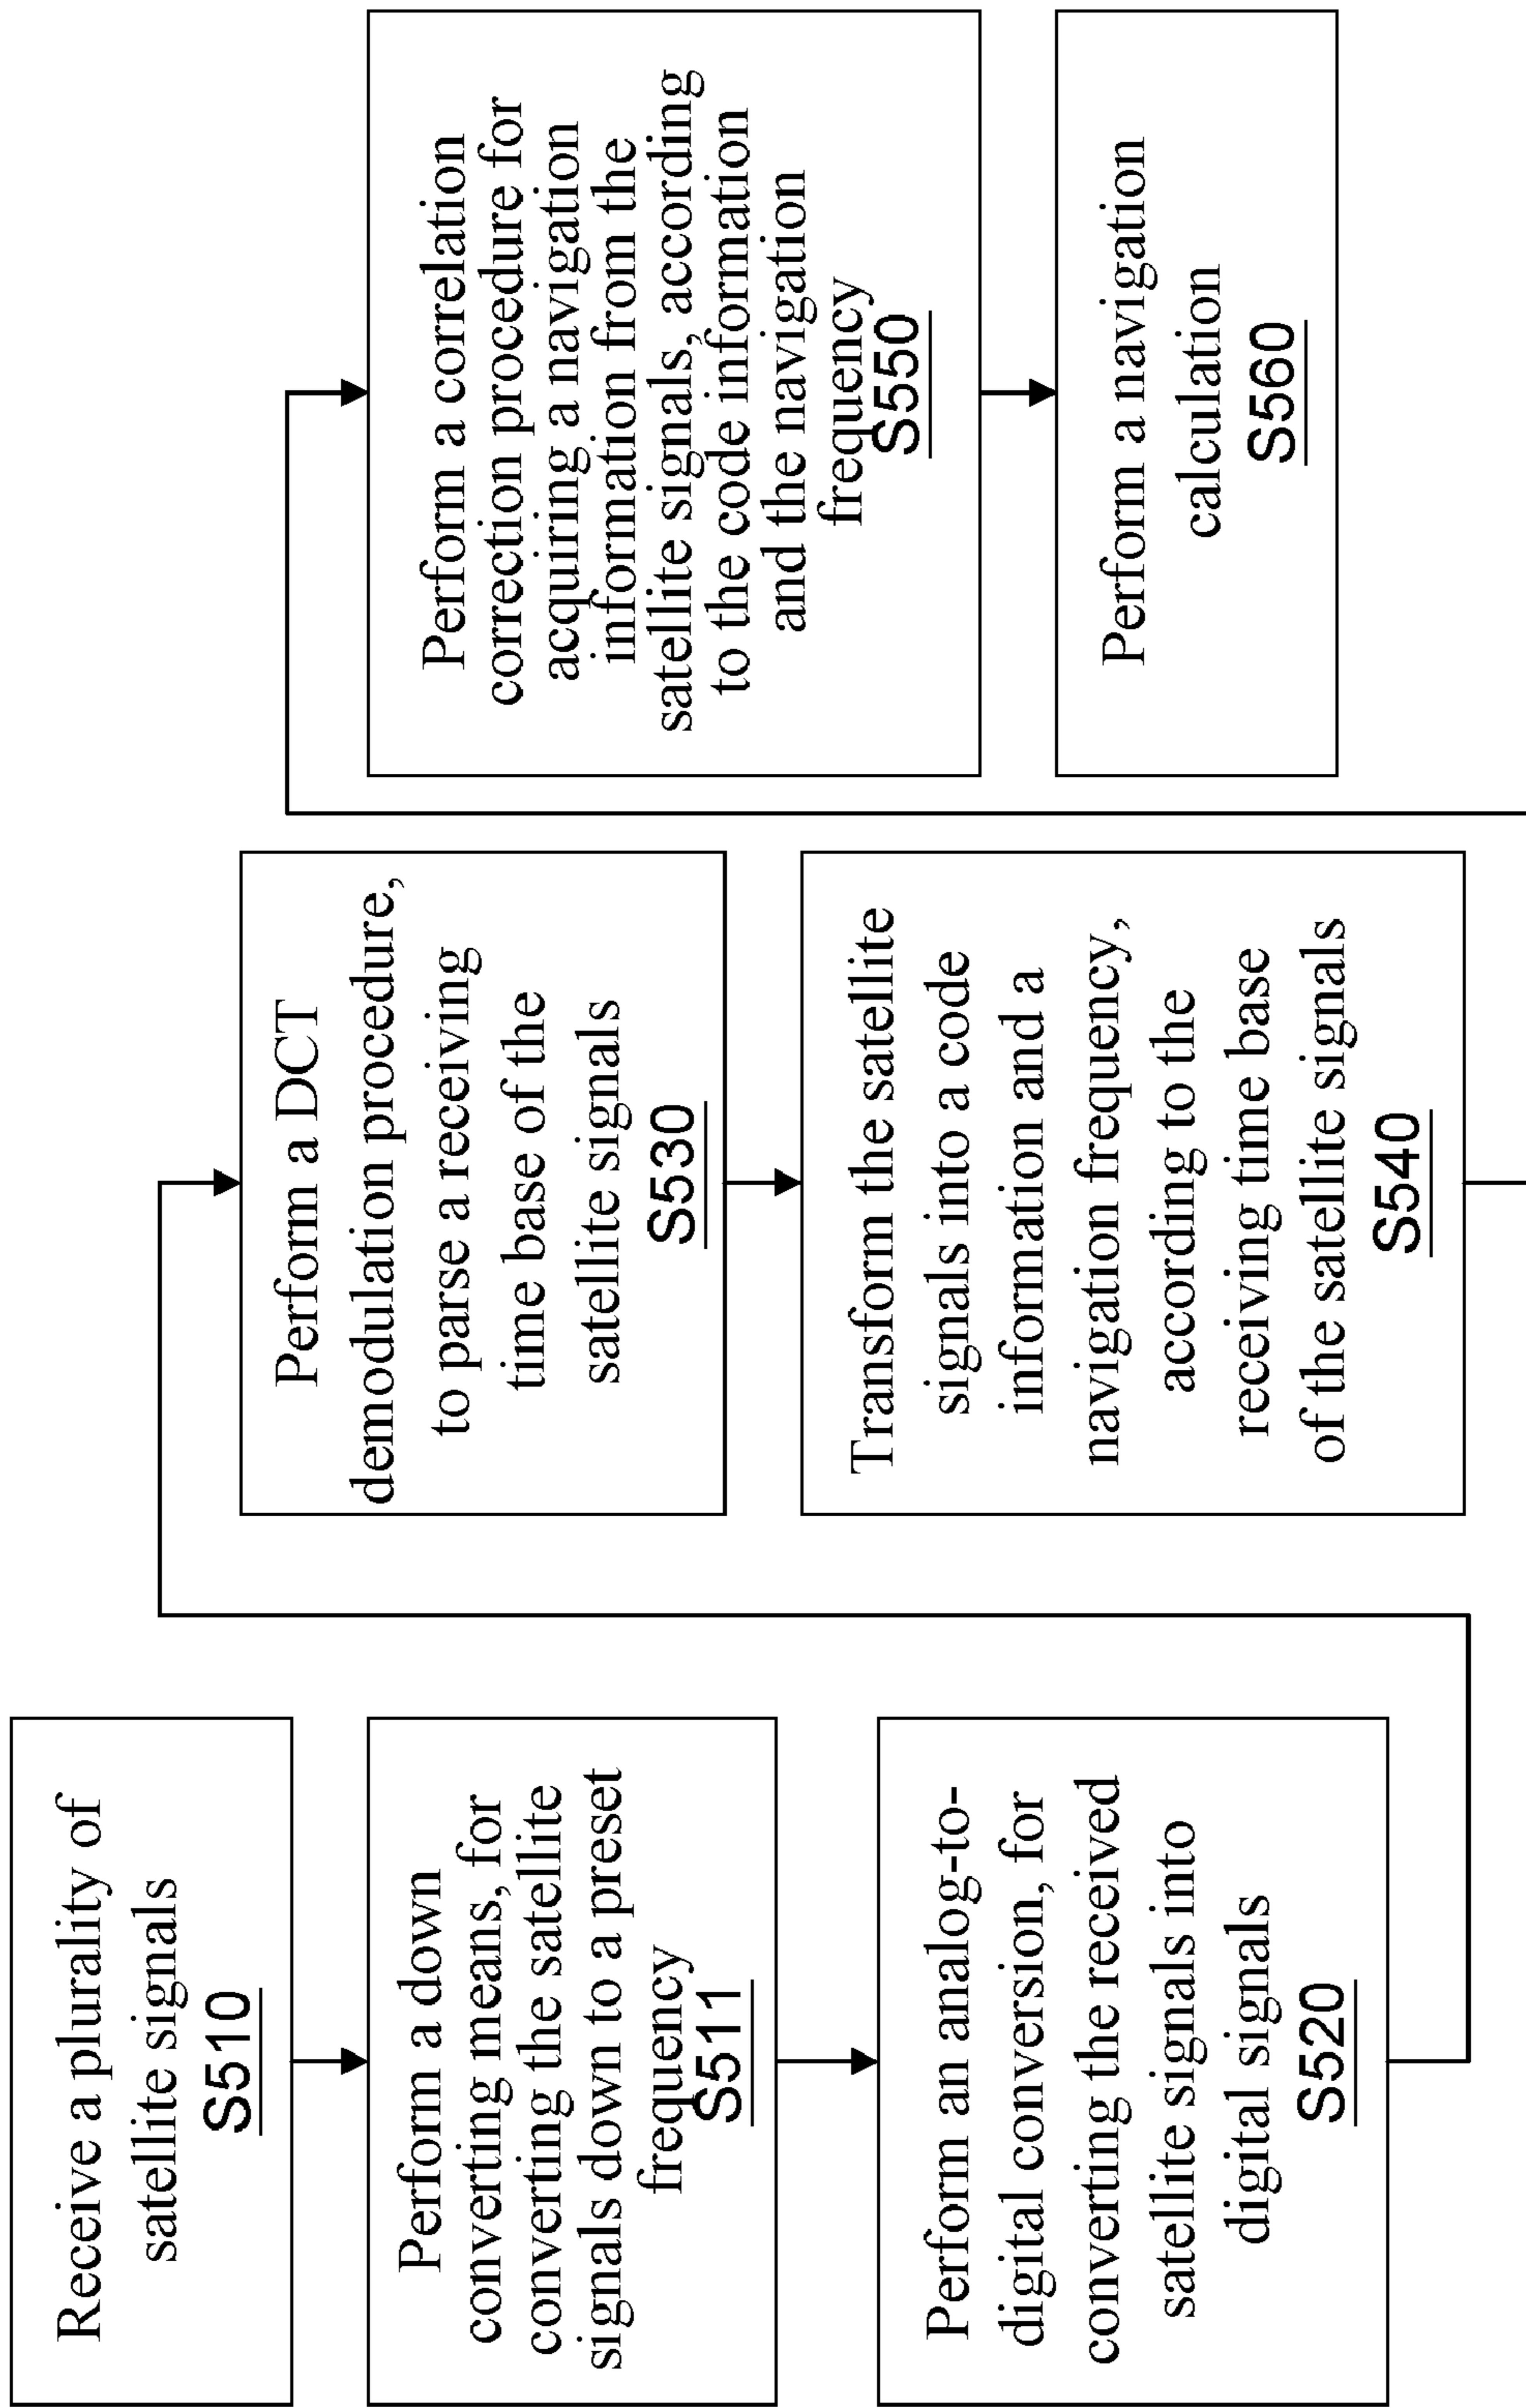 Receive a plurality of
satellite signals
S510
Perform a down
converting means, for
converting the satellite
signals down to a preset
frequency
S511
Perform an analog-to-
digital conversion, for
converting the received
satellite signals into
digital signals
S520
Perform a DCT
demodulation procedure,
to parse a receiving
time base of the
satellite signals
S530
Transform the satellite
signals into a code
information and a
navigation frequency,
according to the
receiving time base
of the satellite signals
S540
Perform a correlation
correction procedure for
acquiring a navigation
information from the
satellite signals, according
to the code information
and the navigation
frequency
S550
Perform a navigation
calculation
S560